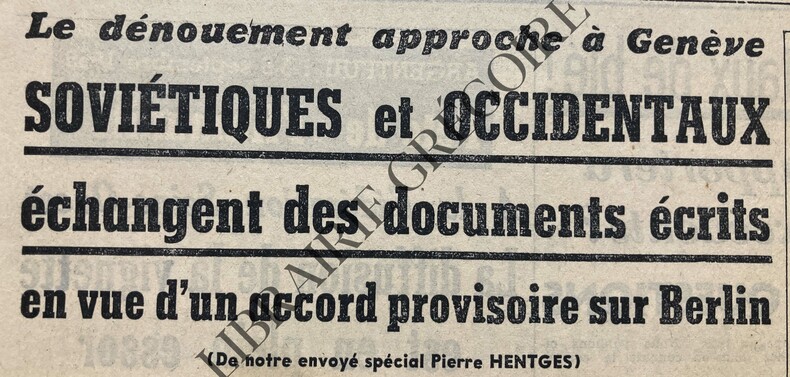 Le dénouement approche à Genève
SOVIÉTIQUES et OCCIDENTAUX
échangent des documents écrits
en vue d'un accord provisoire sur Berlin
(De notre envoyé spécial Pierre HENTGES)
LIBRAIRIE GRÉGOIRE